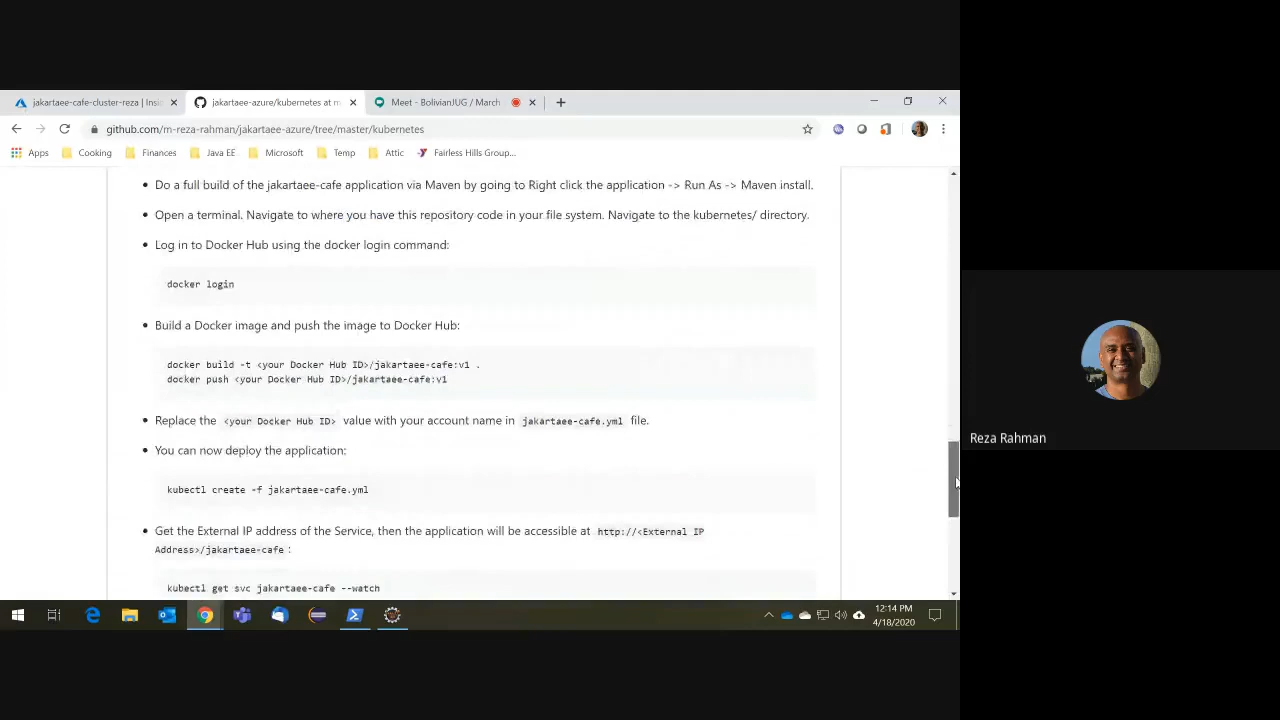 jakartaee-cafe-cluster-reza | Insi
jakartaee-azure/kubernetes at m
Meet - BolivianJUG / March
github.com/m-reza-rahman/jakartaee-azure/tree/master/kubernetes
Apps
Cooking
Finances
Java EE
Microsoft
Temp
Attic
Fairless Hills Group...
• Do a full build of the jakartaee-cafe application via Maven by going to Right click the application -> Run As -> Maven install.
• Open a terminal. Navigate to where you have this repository code in your file system. Navigate to the kubernetes/ directory.
• Log in to Docker Hub using the docker login command:
docker login
• Build a Docker image and push the image to Docker Hub:
docker build -t <your Docker Hub ID>/jakartaee-cafe:v1 .
docker push <your Docker Hub ID>/jakartaee-cafe:v1
• Replace the <your Docker Hub ID> value with your account name in jakartaee-cafe.yml file.
• You can now deploy the application:
kubectl create -f jakartaee-cafe.yml
• Get the External IP address of the Service, then the application will be accessible at http://<External IP
Address>/jakartaee-cafe :
kubectl get svc jakartaee-cafe --watch
Reza Rahman
12:14 PM
4/18/2020